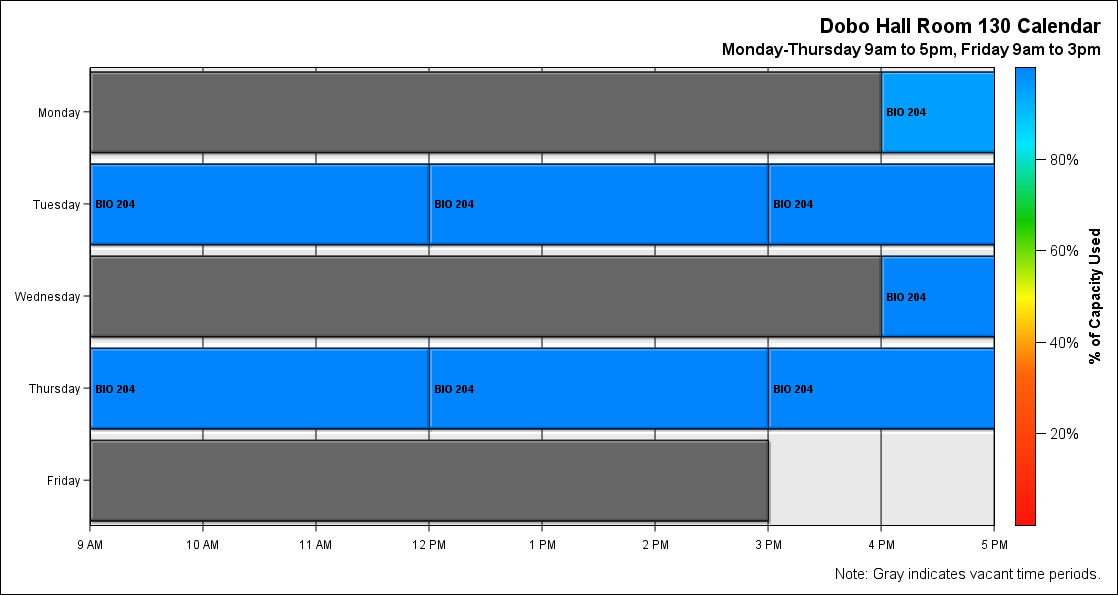 Dobo Hall Room 130 Calendar
Monday-Thursday 9am to 5pm, Friday 9am to 3pm
Monday
BIO 204
Tuesday
BIO 204
BIO 204
BIO 204
Wednesday
BIO 204
Thursday
BIO 204
BIO 204
BIO 204
Friday
9 AM
10 AM
11 AM
12 PM
1 PM
2 PM
3 PM
4 PM
5 PM
80%
60%
40%
20%
% of Capacity Used
Note: Gray indicates vacant time periods.